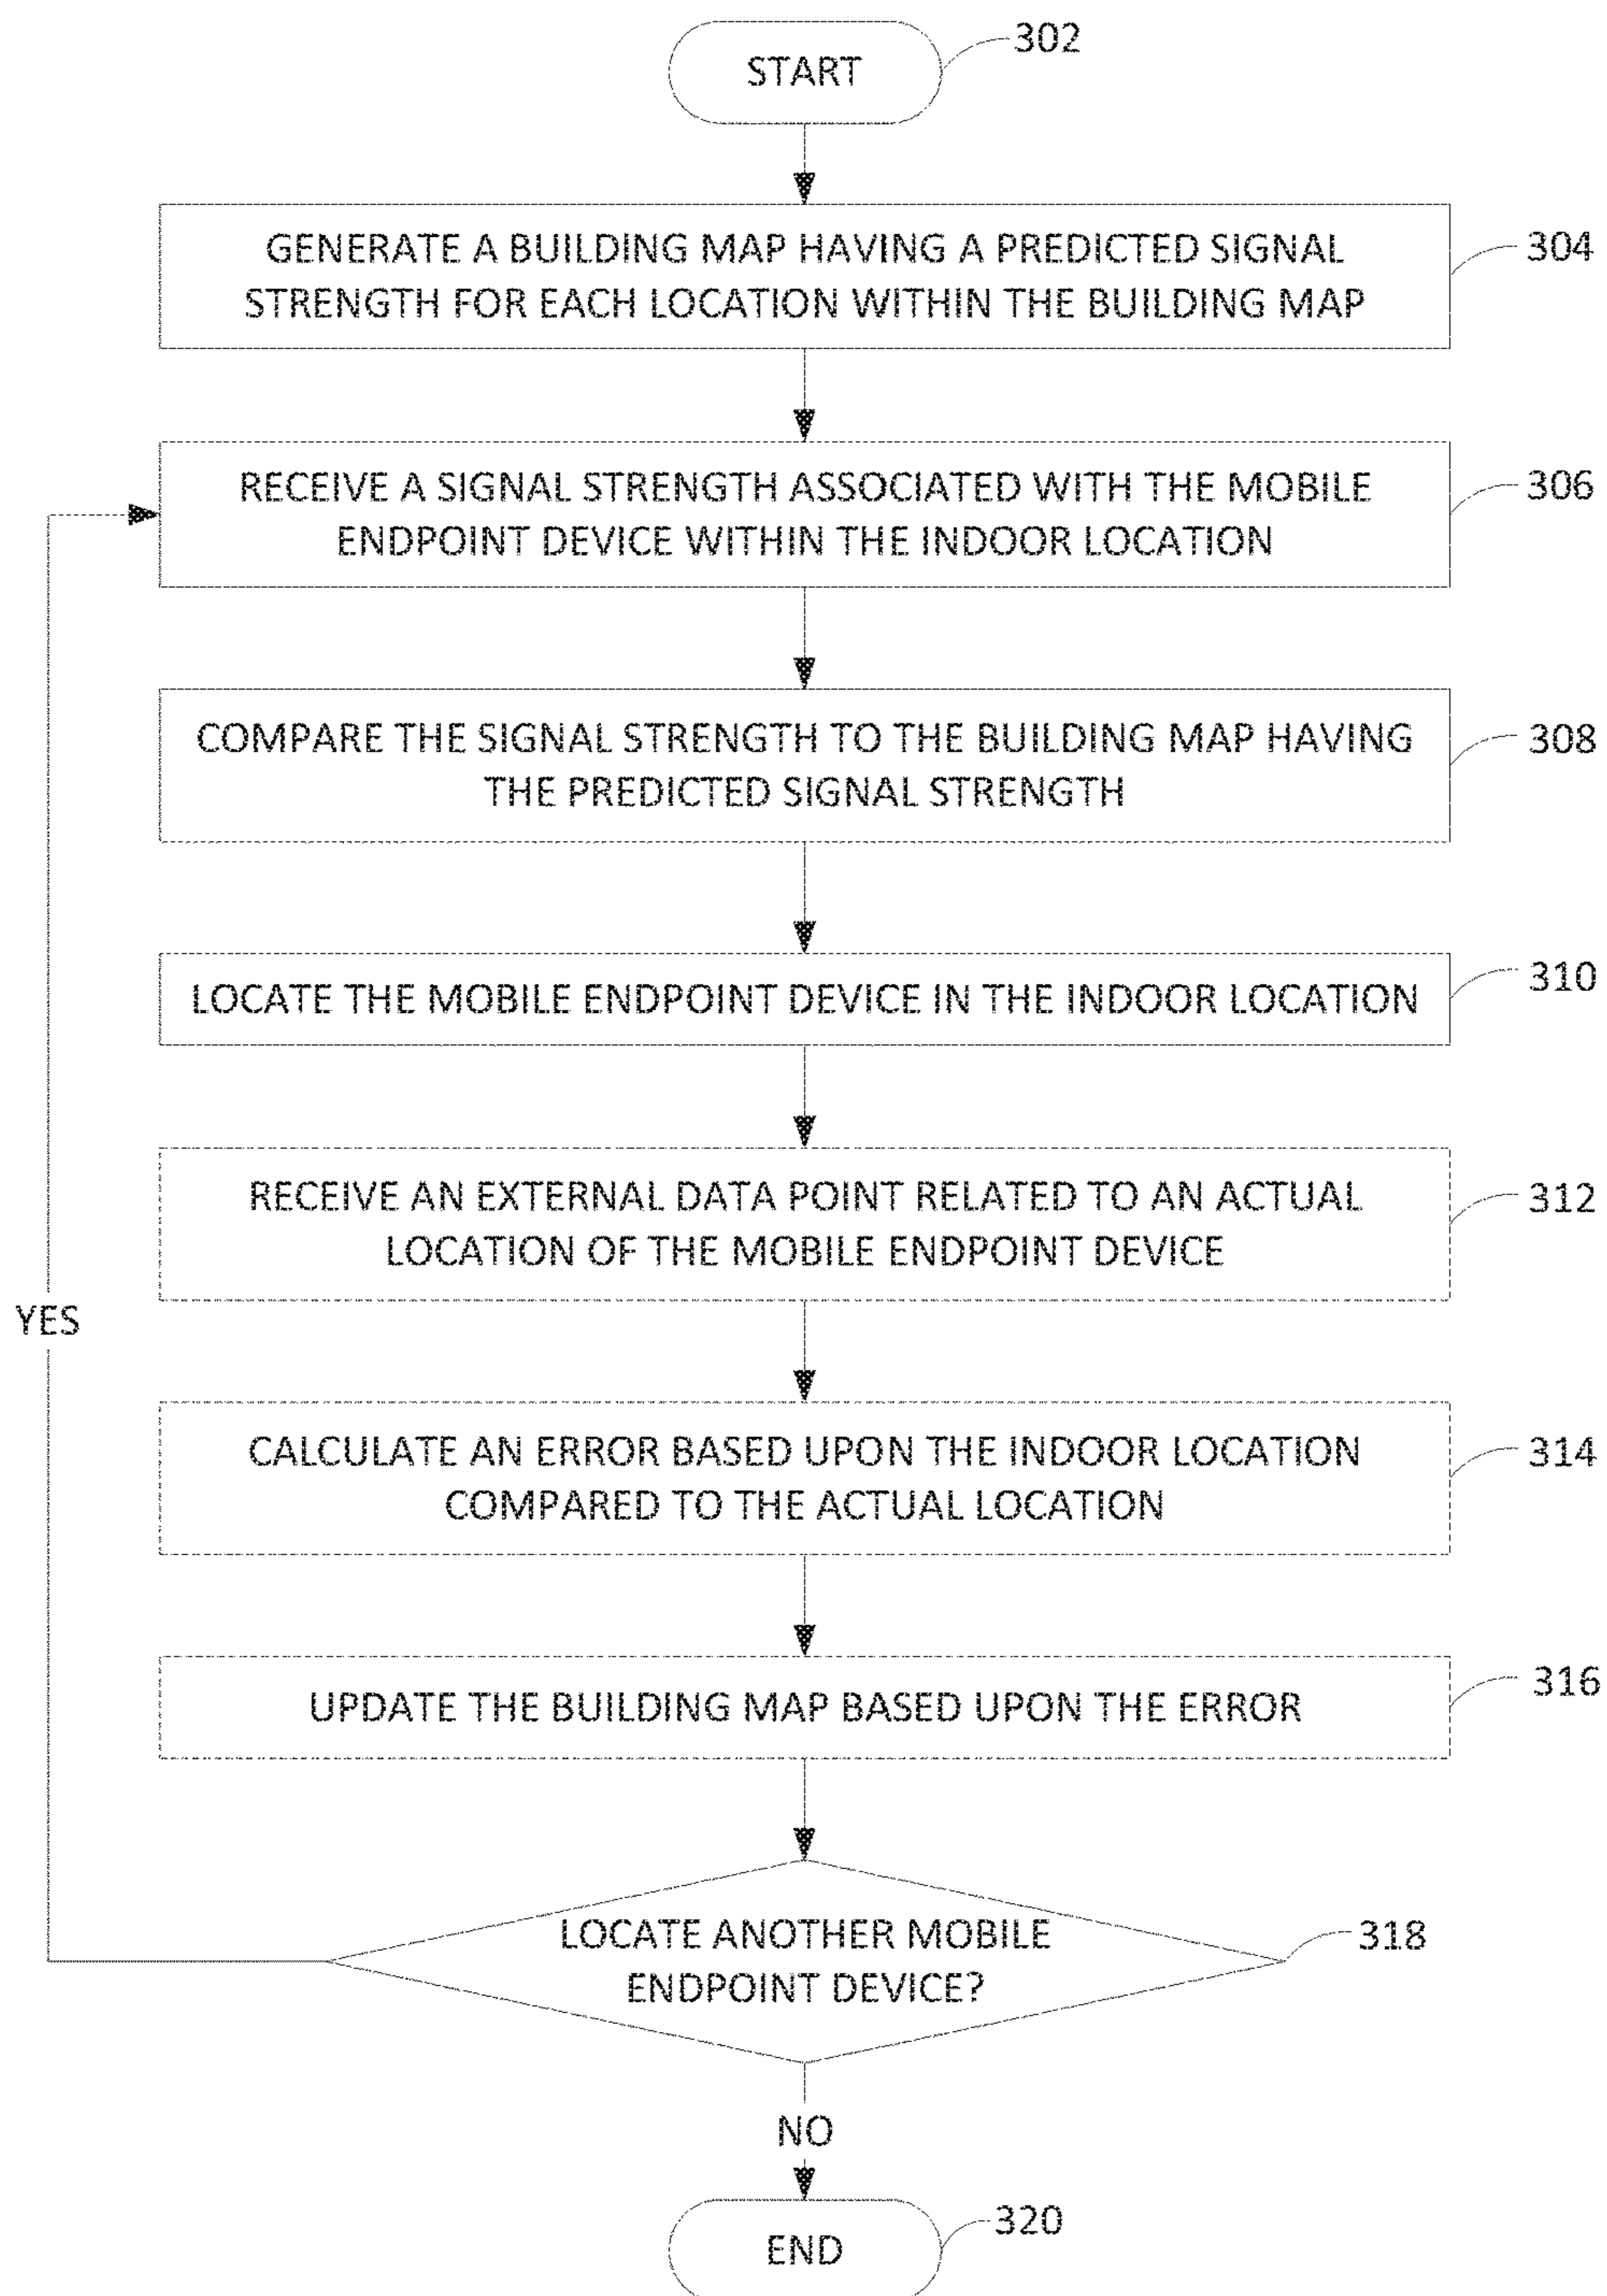 START
302
GENERATE A BUILDING MAP HAVING A PREDICTED SIGNAL
STRENGTH FOR EACH LOCATION WITHIN THE BUILDING MAP
304
RECEIVE A SIGNAL STRENGTH ASSOCIATED WITH THE MOBILE
ENDPOINT DEVICE WITHIN THE INDOOR LOCATION
306
COMPARE THE SIGNAL STRENGTH TO THE BUILDING MAP HAVING
THE PREDICTED SIGNAL STRENGTH
308
LOCATE THE MOBILE ENDPOINT DEVICE IN THE INDOOR LOCATION
310
RECEIVE AN EXTERNAL DATA POINT RELATED TO AN ACTUAL
LOCATION OF THE MOBILE ENDPOINT DEVICE
312
YES
CALCULATE AN ERROR BASED UPON THE INDOOR LOCATION
COMPARED TO THE ACTUAL LOCATION
314
UPDATE THE BUILDING MAP BASED UPON THE ERROR
316
LOCATE ANOTHER MOBILE
ENDPOINT DEVICE?
318
NO
END
320